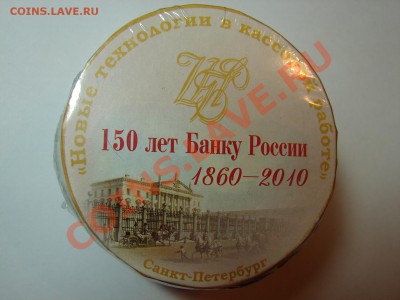 COINS.LAVE.RU
«Новые технологии в кассовой работе»
150 лет Банку России
1860-2010
Санкт-Петербург
COINS.LAVE.RU